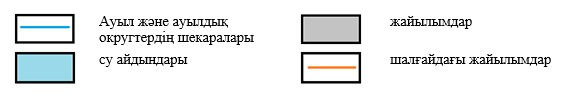 Ауыл және ауылдық
округтердің шекаралары
су айдындары
жайылымдар
шалғайдағы жайылымдар